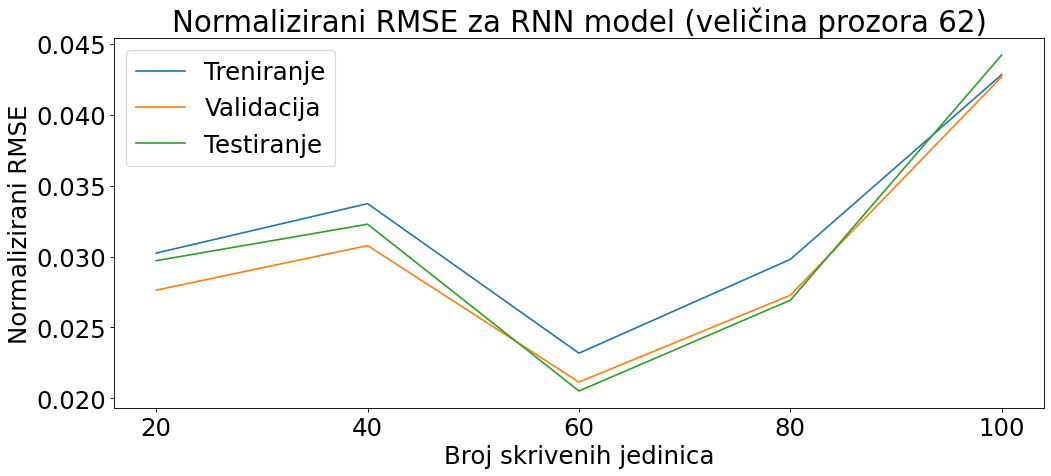 Normalizirani RMSE za RNN model (veličina prozora 62)
Normalizirani RMSE
0.045
0.040
0.035
0.030
0.025
0.020
Treniranje
Validacija
Testiranje
20 40 60 80 100
Broj skrivenih jedinica